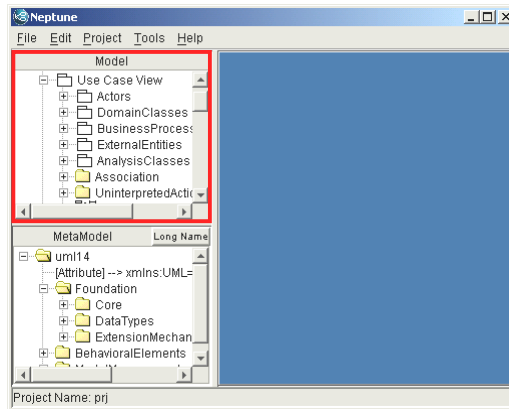 Neptune
File Edit Project Tools Help
Model
Use Case View
Actors
DomainClasses
BusinessProcess
ExternalEntities
AnalysisClasses
Association
UninterpretedActi
MetaModel Long Name
uml14
[Attribute] --> xmlns:UML=
Foundation
Core
DataTypes
ExtensionMechan
BehavioralElements
Project Name: prj